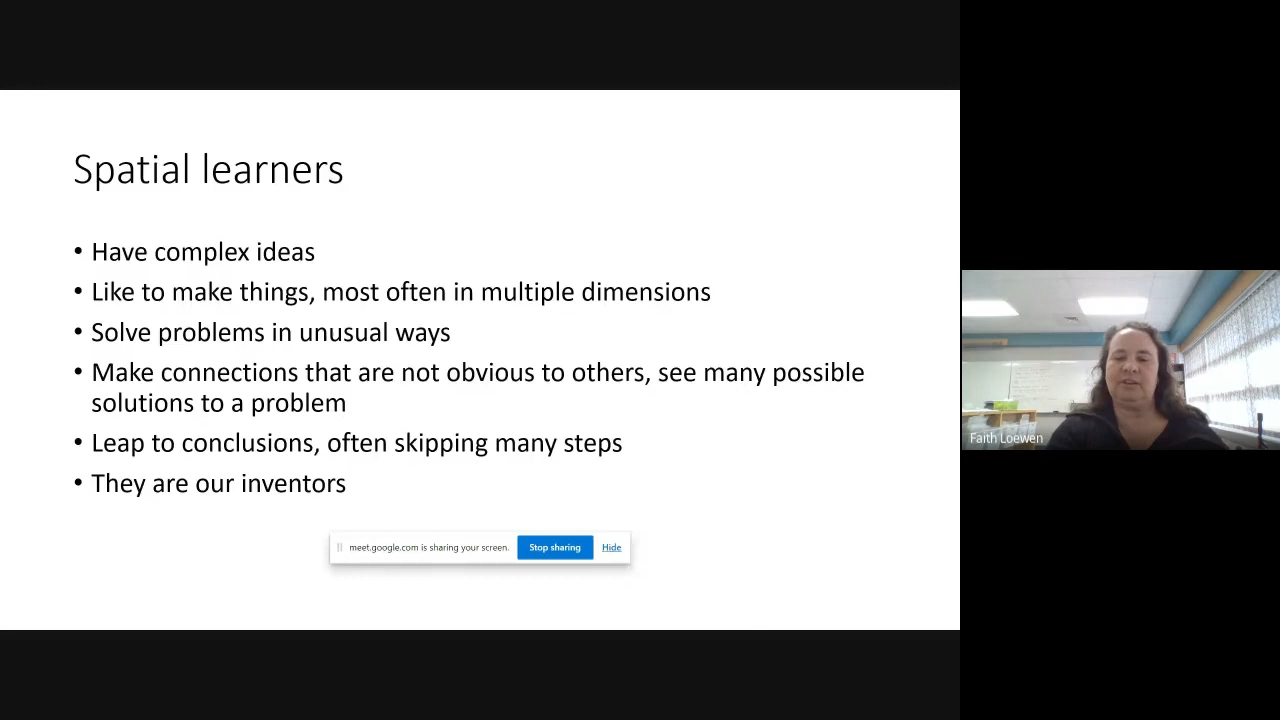 Spatial learners
• Have complex ideas
• Like to make things, most often in multiple dimensions
• Solve problems in unusual ways
• Make connections that are not obvious to others, see many possible
solutions to a problem
• Leap to conclusions, often skipping many steps
• They are our inventors
meet.google.com is sharing your screen. Stop sharing Hide
Faith Loewen